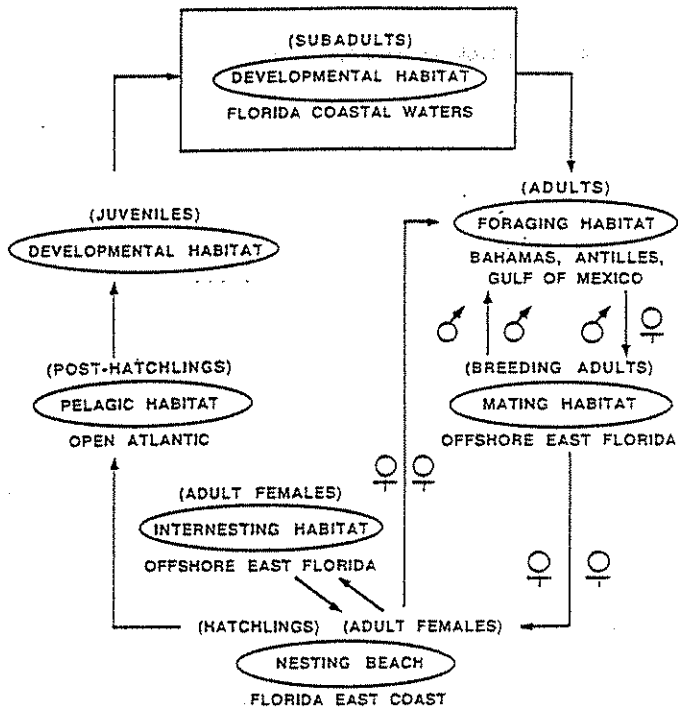 (SUBADULTS)
DEVELOPMENTAL HABITAT
FLORIDA COASTAL WATERS
(ADULTS)
FORAGING HABITAT
BAHAMAS, ANTILLES,
GULF OF MEXICO
(JUVENILES)
DEVELOPMENTAL HABITAT
(BREEDING ADULTS)
MATING HABITAT
OFFSHORE EAST FLORIDA
(POST-HATCHLINGS)
PELAGIC HABITAT
OPEN ATLANTIC
(ADULT FEMALES)
INTERNESTING HABITAT
OFFSHORE EAST FLORIDA
(HATCHLINGS) (ADULT FEMALES)
NESTING BEACH
FLORIDA EAST COAST